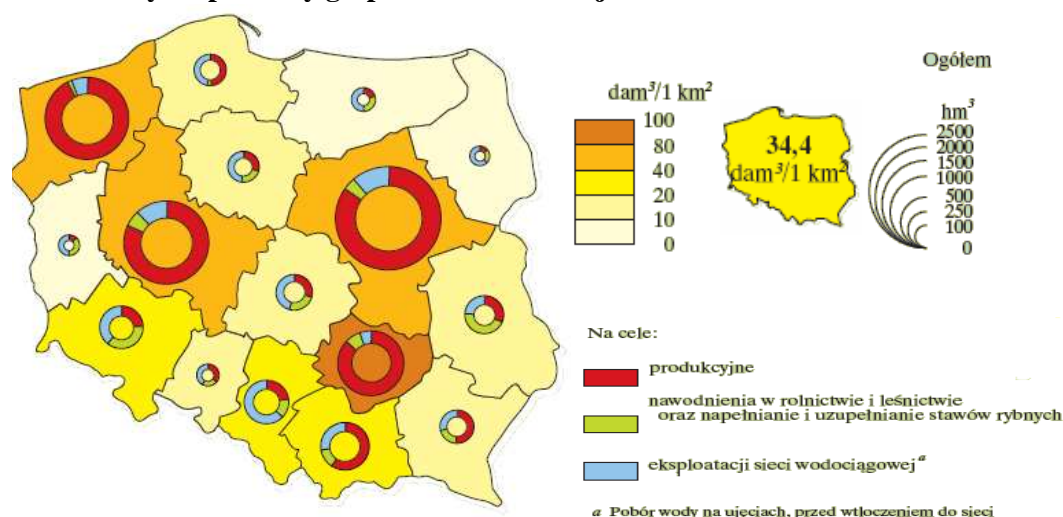 Ogółem
dam³/1 km²
hm³
100
80
40
20
10
0
34,4
dam³/1 km²
2500
2000
1500
1000
500
250
100
0
Na cele:
produkcyjne
nawodnienia w rolnictwie i leśnictwie
oraz napełnianie i uzupełnianie stawów rybnych
eksploatacji sieci wodociągowej a
a Pobór wody na ujęciach, przed wtłoczeniem do sieci